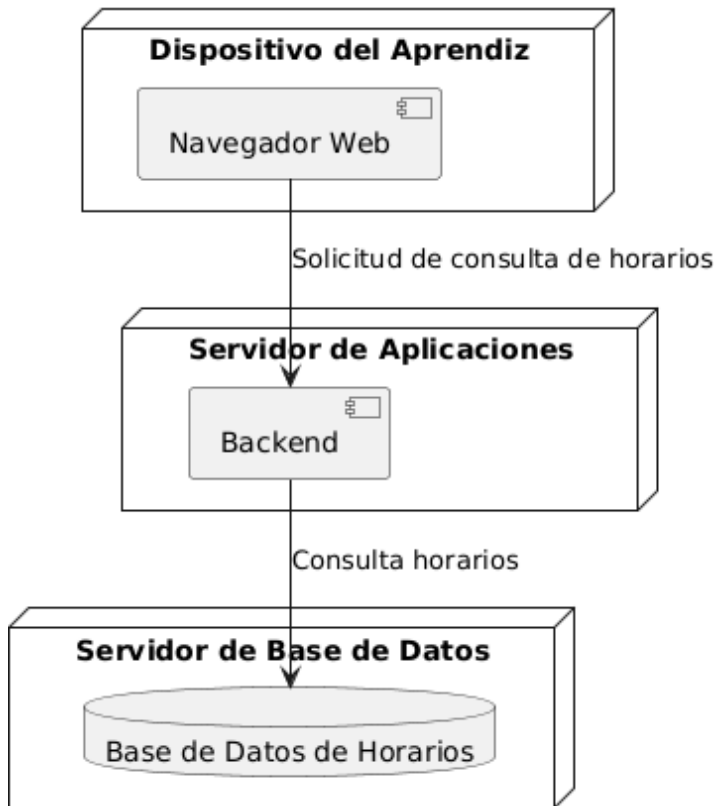 Dispositivo del Aprendiz
Navegador Web
Solicitud de consulta de horarios
Servidor de Aplicaciones
Backend
Consulta horarios
Servidor de Base de Datos
Base de Datos de Horarios